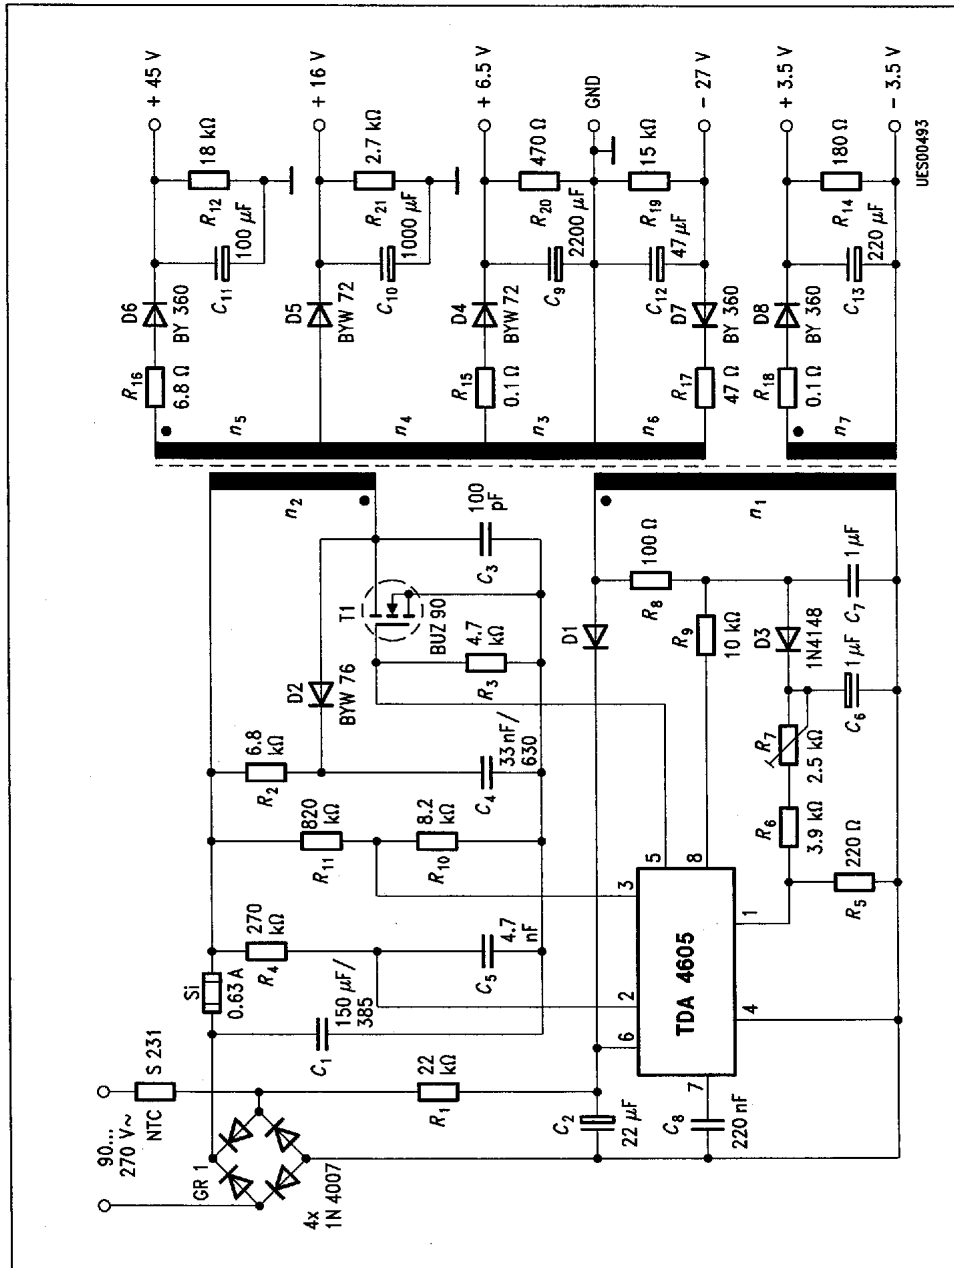 90...
270 V~
NTC
S 231
GR 1
4x
1N 4007
Si
0.63 A
R4
270
kΩ
R11
820
kΩ
R2
6.8
kΩ
D2
BYW 76
T1
BUZ 90
n2
C1
150 µF/
385
C5
4.7
nF
R10
8.2
kΩ
C4
33 nF/
630
R3
4.7
kΩ
C3
100
pF
R1
22
kΩ
C2
22 µF
C8
220 nF
TDA 4605
6
2
3
5
8
7
4
1
D1
R8
100 Ω
R9
10 kΩ
D3
1N4148
C7
1 µF
C6
1 µF
R7
2.5 kΩ
R6
3.9 kΩ
R5
220 Ω
n1
n5
n4
n3
n6
n7
R16
6.8 Ω
D6
BY 360
C11
100 µF
R12
18 kΩ
+ 45 V
D5
BYW 72
C10
1000 µF
R21
2.7 kΩ
+ 16 V
R15
0.1 Ω
D4
BYW 72
C9
2200 µF
R20
470 Ω
+ 6.5 V
GND
C12
47 µF
R19
15 kΩ
R17
47 Ω
D7
BY 360
- 27 V
R18
0.1 Ω
D8
BY 360
C13
220 µF
R14
180 Ω
+ 3.5 V
- 3.5 V
UES00493